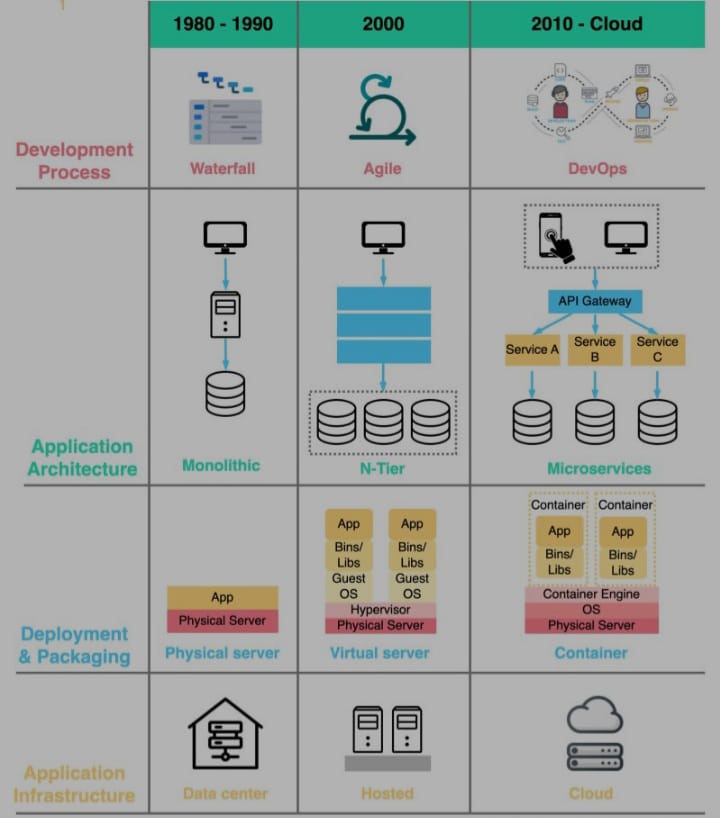 1980 - 1990
2000
2010 - Cloud
Development
Process
Waterfall
Agile
DevOps
API Gateway
Service A
Service
B
Service
C
Application
Architecture
Monolithic
N-Tier
Microservices
App
Physical Server
App
Bins/
Libs
Guest
OS
App
Bins/
Libs
Guest
OS
Hypervisor
Physical Server
Container
App
Bins/
Libs
Container
App
Bins/
Libs
Container Engine
OS
Physical Server
Deployment
& Packaging
Physical server
Virtual server
Container
Application
Infrastructure
Data center
Hosted
Cloud